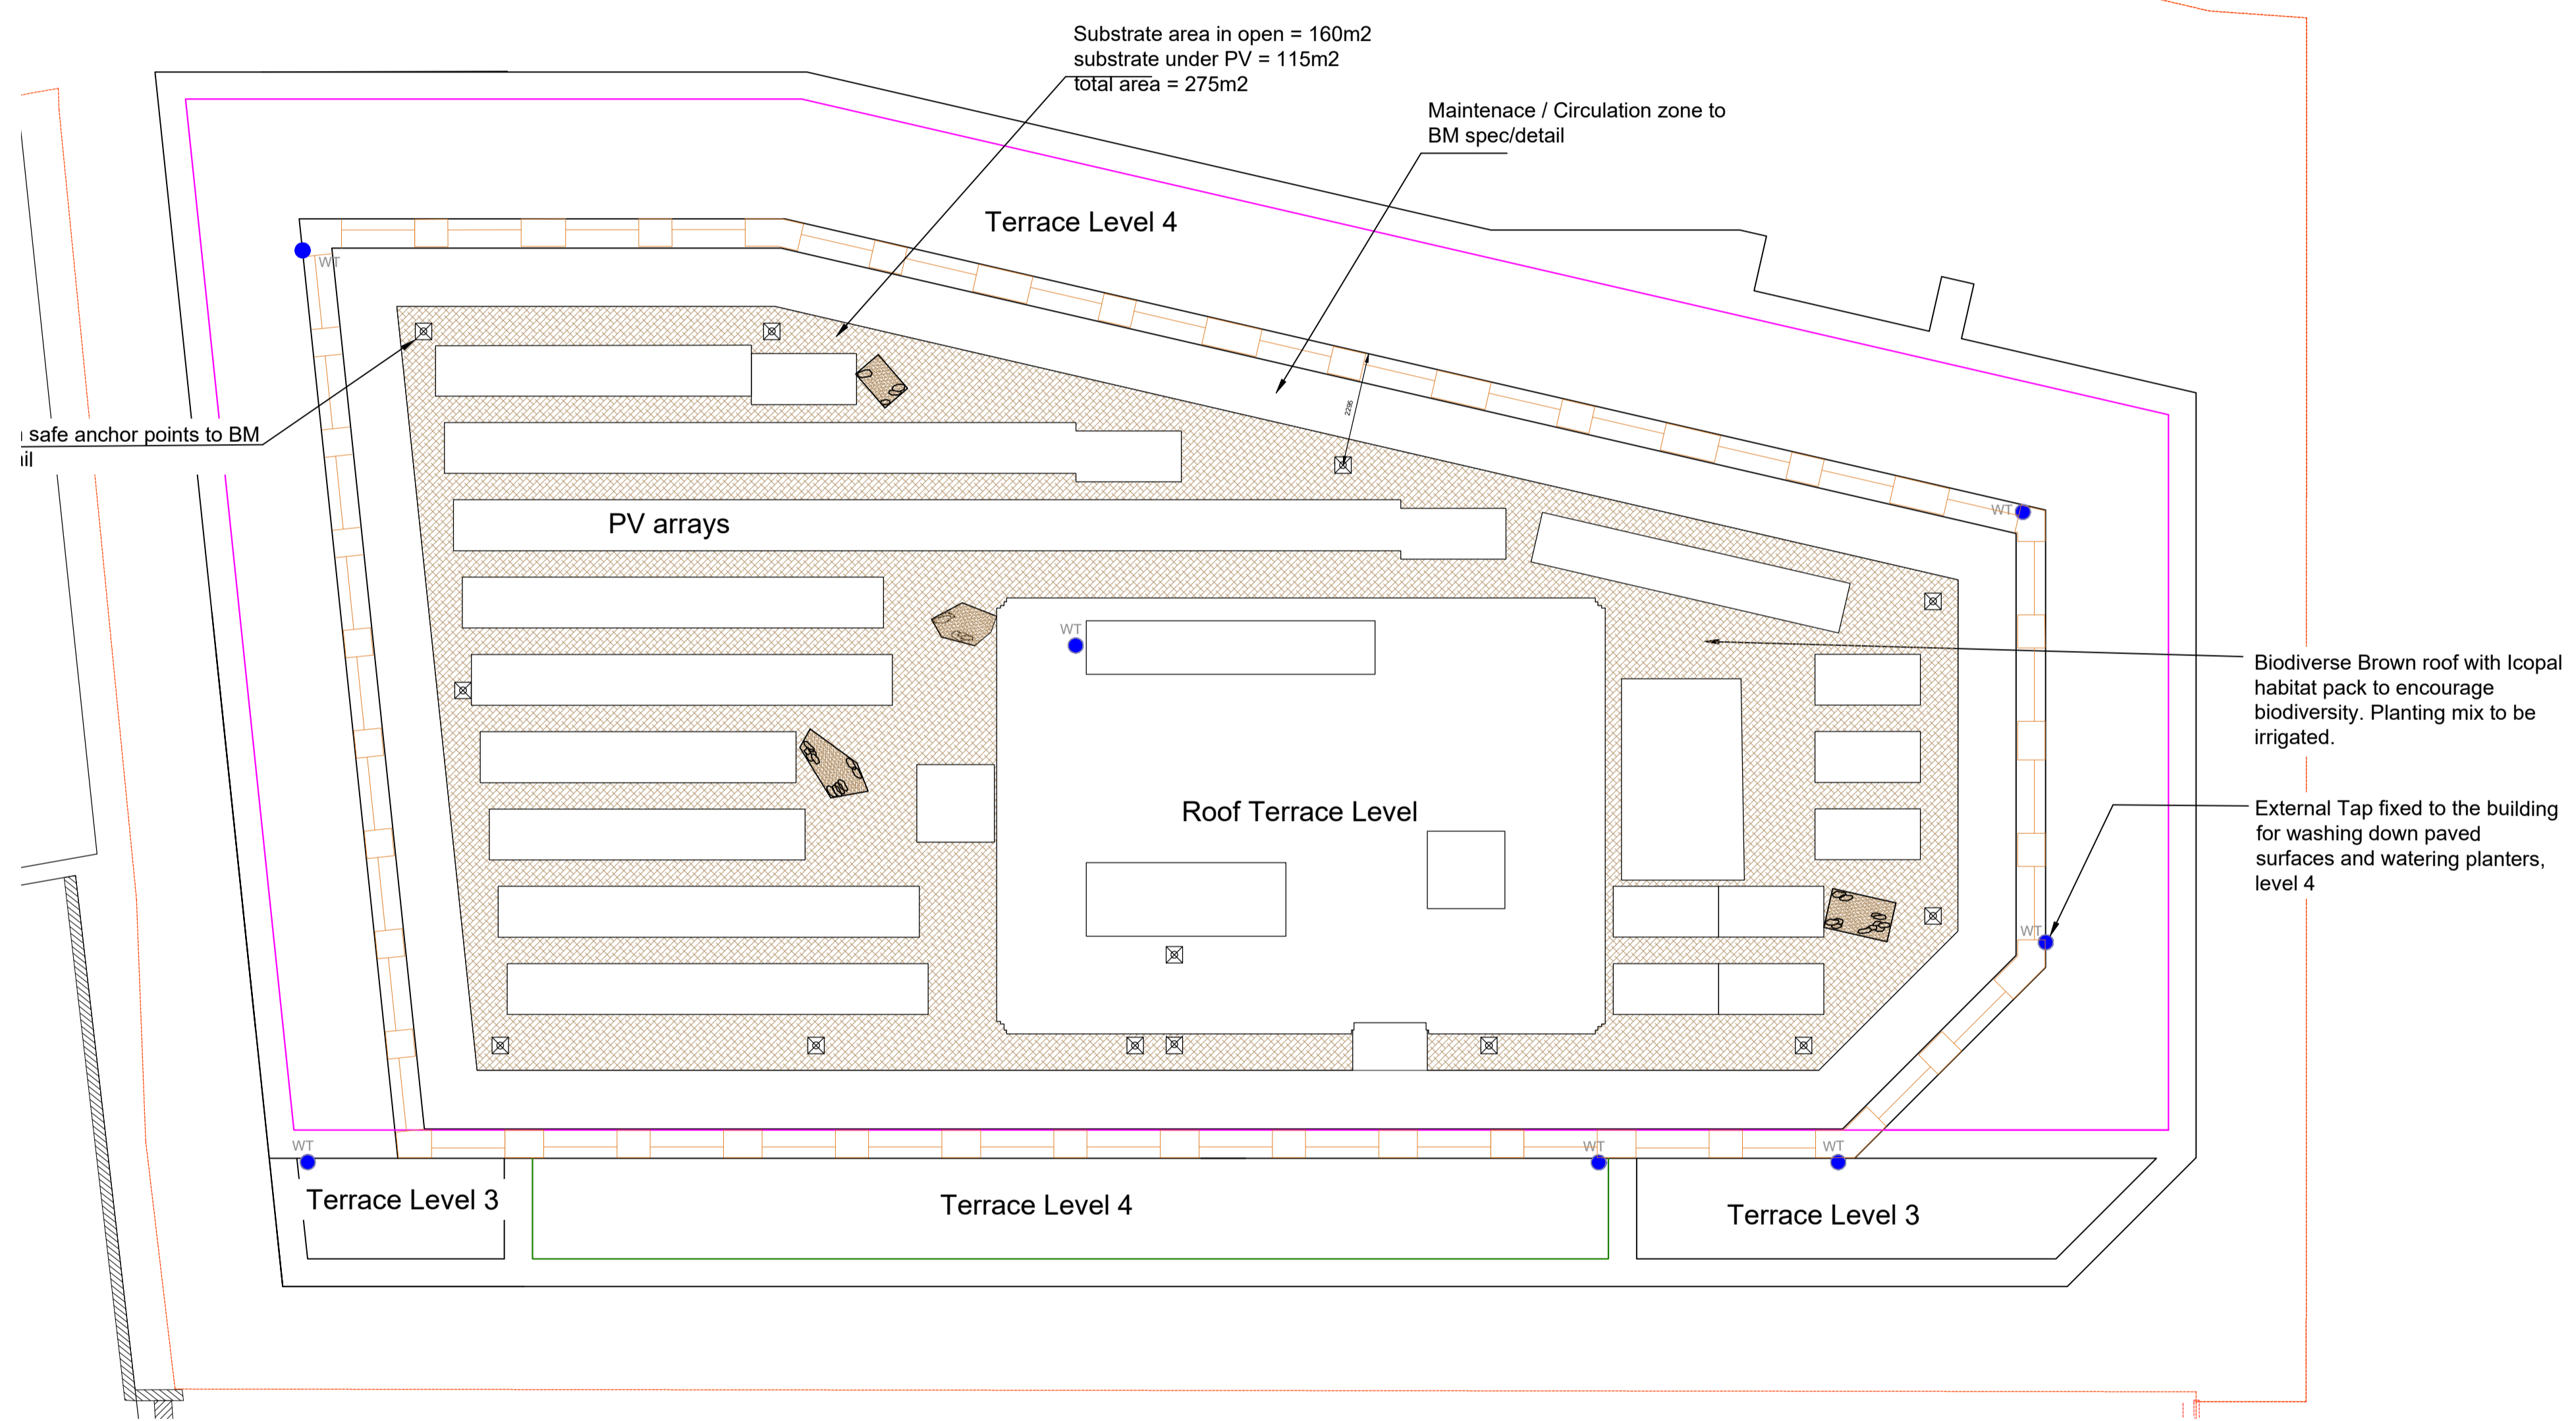 Substrate area in open = 160m2
substrate under PV = 115m2
total area = 275m2
Maintenace / Circulation zone to
BM spec/detail
Terrace Level 4
WT
safe anchor points to BM
2295
WT
PV arrays
WT
Biodiverse Brown roof with Icopal
habitat pack to encourage
biodiversity. Planting mix to be
irrigated.
Roof Terrace Level
External Tap fixed to the building
for washing down paved
surfaces and watering planters,
level 4
WT
WT
WT
WT
Terrace Level 3
Terrace Level 4
Terrace Level 3